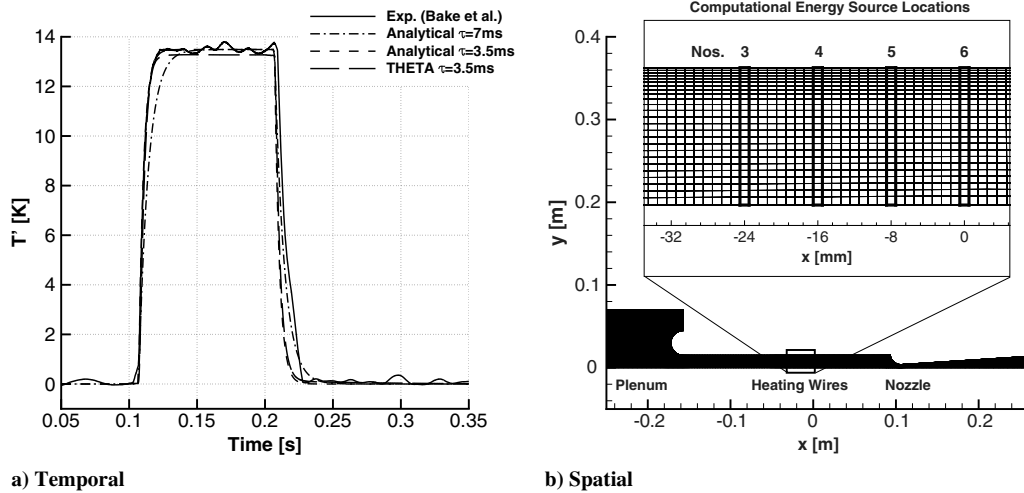 Exp. (Bake et al.)
Analytical τ=7ms
Analytical τ=3.5ms
THETA τ=3.5ms
14
12
10
8
6
4
2
0
T' [K]
0.05 0.1 0.15 0.2 0.25 0.3 0.35
Time [s]
a) Temporal
Computational Energy Source Locations
Nos. 3 4 5 6
-32 -24 -16 -8 0
x [mm]
0.4
0.3
0.2
0.1
0
y [m]
Plenum Heating Wires Nozzle
-0.2 -0.1 0 0.1 0.2
x [m]
b) Spatial